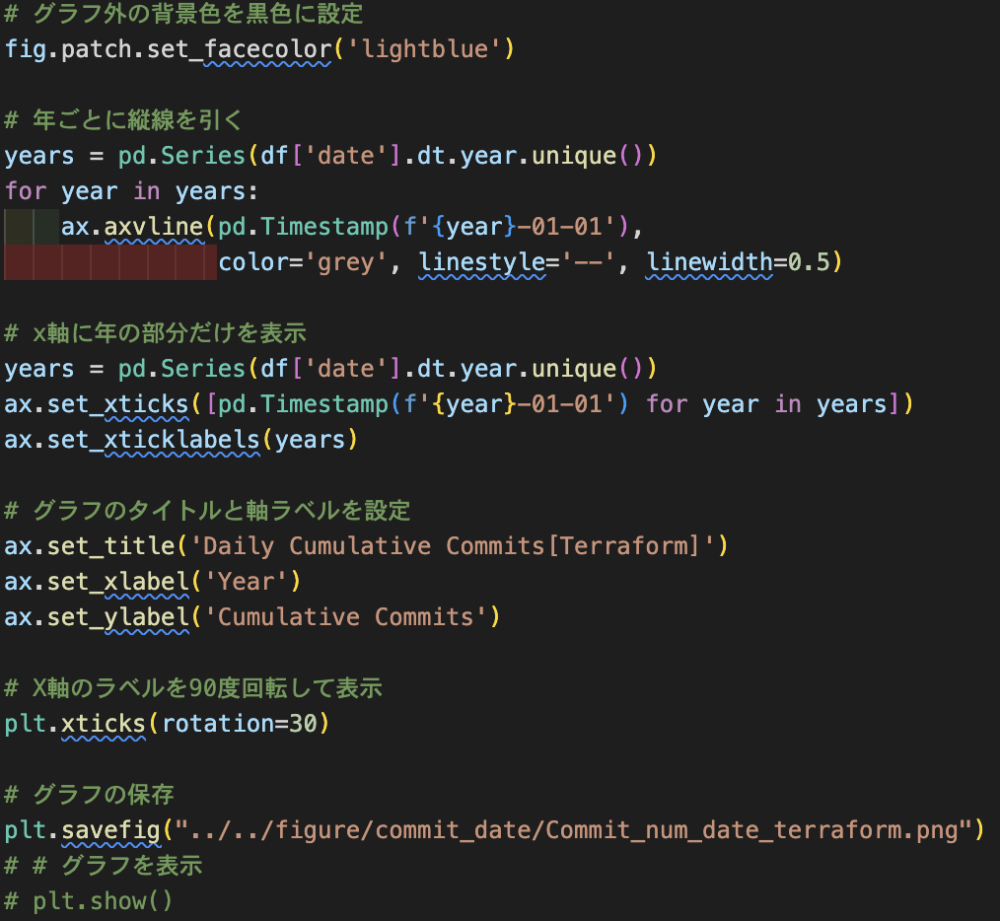 # グラフ外の背景色を黒色に設定
fig.patch.set_facecolor('lightblue')
# 年ごとに縦線を引く
years = pd.Series(df['date'].dt.year.unique())
for year in years:
    ax.axvline(pd.Timestamp(f'{year}-01-01'),
               color='grey', linestyle='--', linewidth=0.5)
# x軸に年の部分だけを表示
years = pd.Series(df['date'].dt.year.unique())
ax.set_xticks([pd.Timestamp(f'{year}-01-01') for year in years])
ax.set_xticklabels(years)
# グラフのタイトルと軸ラベルを設定
ax.set_title('Daily Cumulative Commits[Terraform]')
ax.set_xlabel('Year')
ax.set_ylabel('Cumulative Commits')
# X軸のラベルを90度回転して表示
plt.xticks(rotation=30)
# グラフの保存
plt.savefig("../../figure/commit_date/Commit_num_date_terraform.png")
# # グラフを表示
# plt.show()